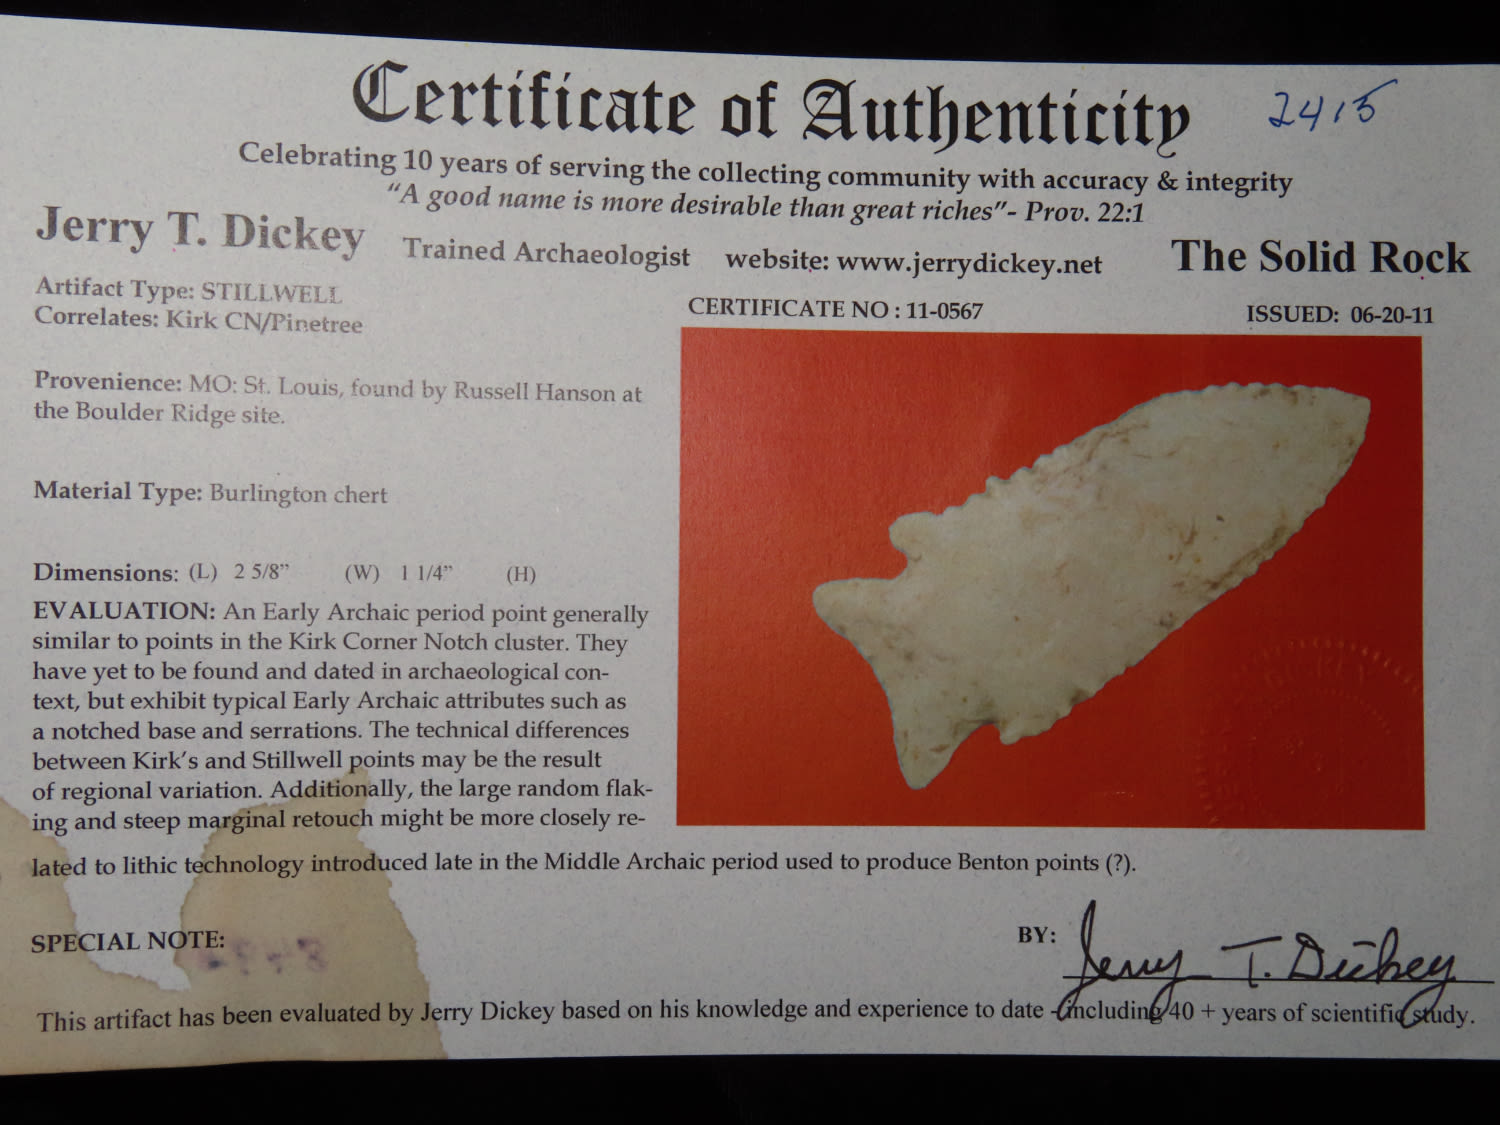 Certificate of Authenticity 2415
Celebrating 10 years of serving the collecting community with accuracy & integrity
"A good name is more desirable than great riches"- Prov. 22:1
Jerry T. Dickey Trained Archaeologist website: www.jerrydickey.net The Solid Rock
Artifact Type: STILLWELL
Correlates: Kirk CN/Pinetree
CERTIFICATE NO : 11-0567 ISSUED: 06-20-11
Provenience: MO: St. Louis, found by Russell Hanson at
the Boulder Ridge site.
Material Type: Burlington chert
Dimensions: (L) 2 5/8” (W) 1 1/4” (H)
EVALUATION: An Early Archaic period point generally
similar to points in the Kirk Corner Notch cluster. They
have yet to be found and dated in archaeological con-
text, but exhibit typical Early Archaic attributes such as
a notched base and serrations. The technical differences
between Kirk's and Stillwell points may be the result
of regional variation. Additionally, the large random flak-
ing and steep marginal retouch might be more closely re-
lated to lithic technology introduced late in the Middle Archaic period used to produce Benton points (?).
SPECIAL NOTE:
BY: Jerry T. Dickey
This artifact has been evaluated by Jerry Dickey based on his knowledge and experience to date - including 40 + years of scientific study.